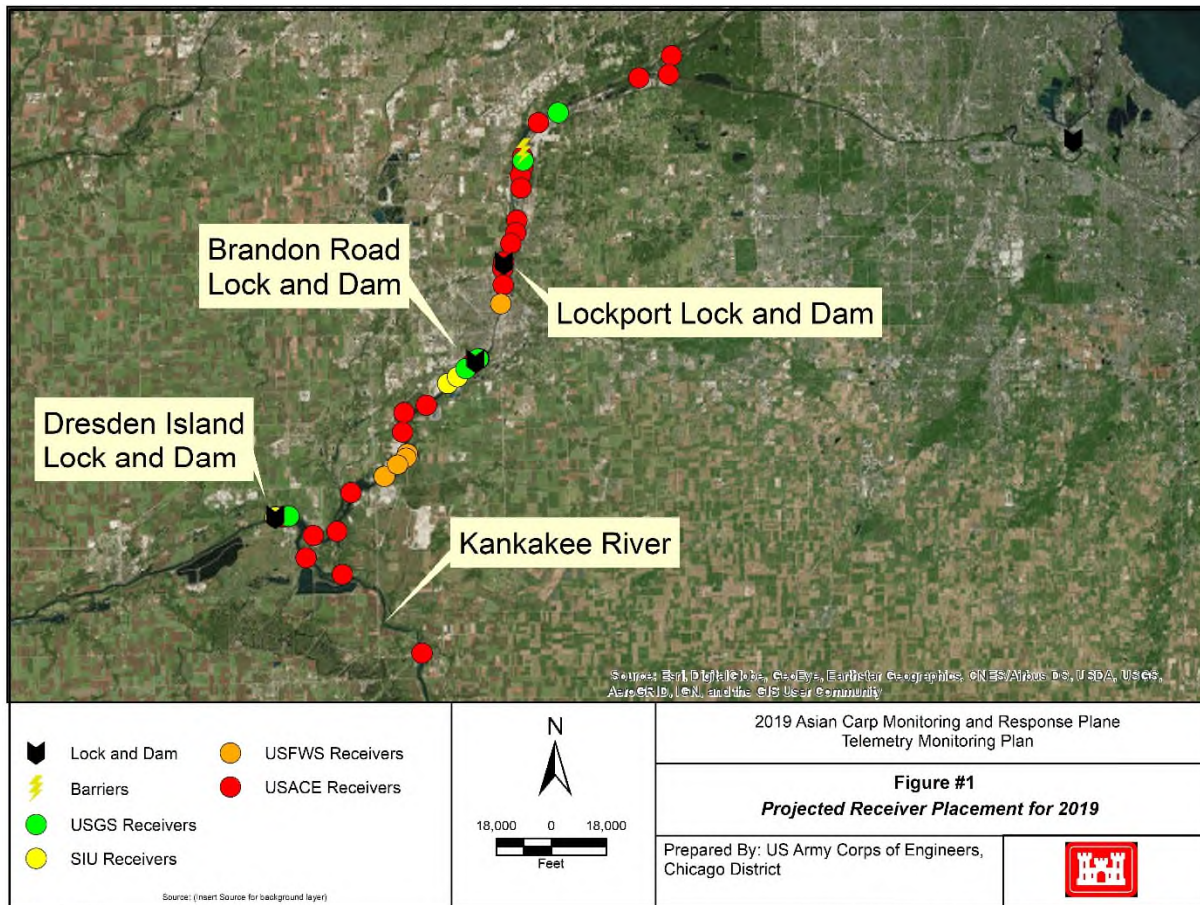 Brandon Road
Lock and Dam
Lockport Lock and Dam
Dresden Island
Lock and Dam
Kankakee River
Source: Esri, DigitalGlobe, GeoEye, Earthstar Geographics, CNES/Airbus DS, USDA, USGS,
AeroGRID, IGN, and the GIS User Community
Lock and Dam
Barriers
USGS Receivers
SIU Receivers
USFWS Receivers
USACE Receivers
Source: (Insert Source for background layer)
N
18,000 0 18,000
Feet
2019 Asian Carp Monitoring and Response Plane
Telemetry Monitoring Plan
Figure #1
Projected Receiver Placement for 2019
Prepared By: US Army Corps of Engineers,
Chicago District